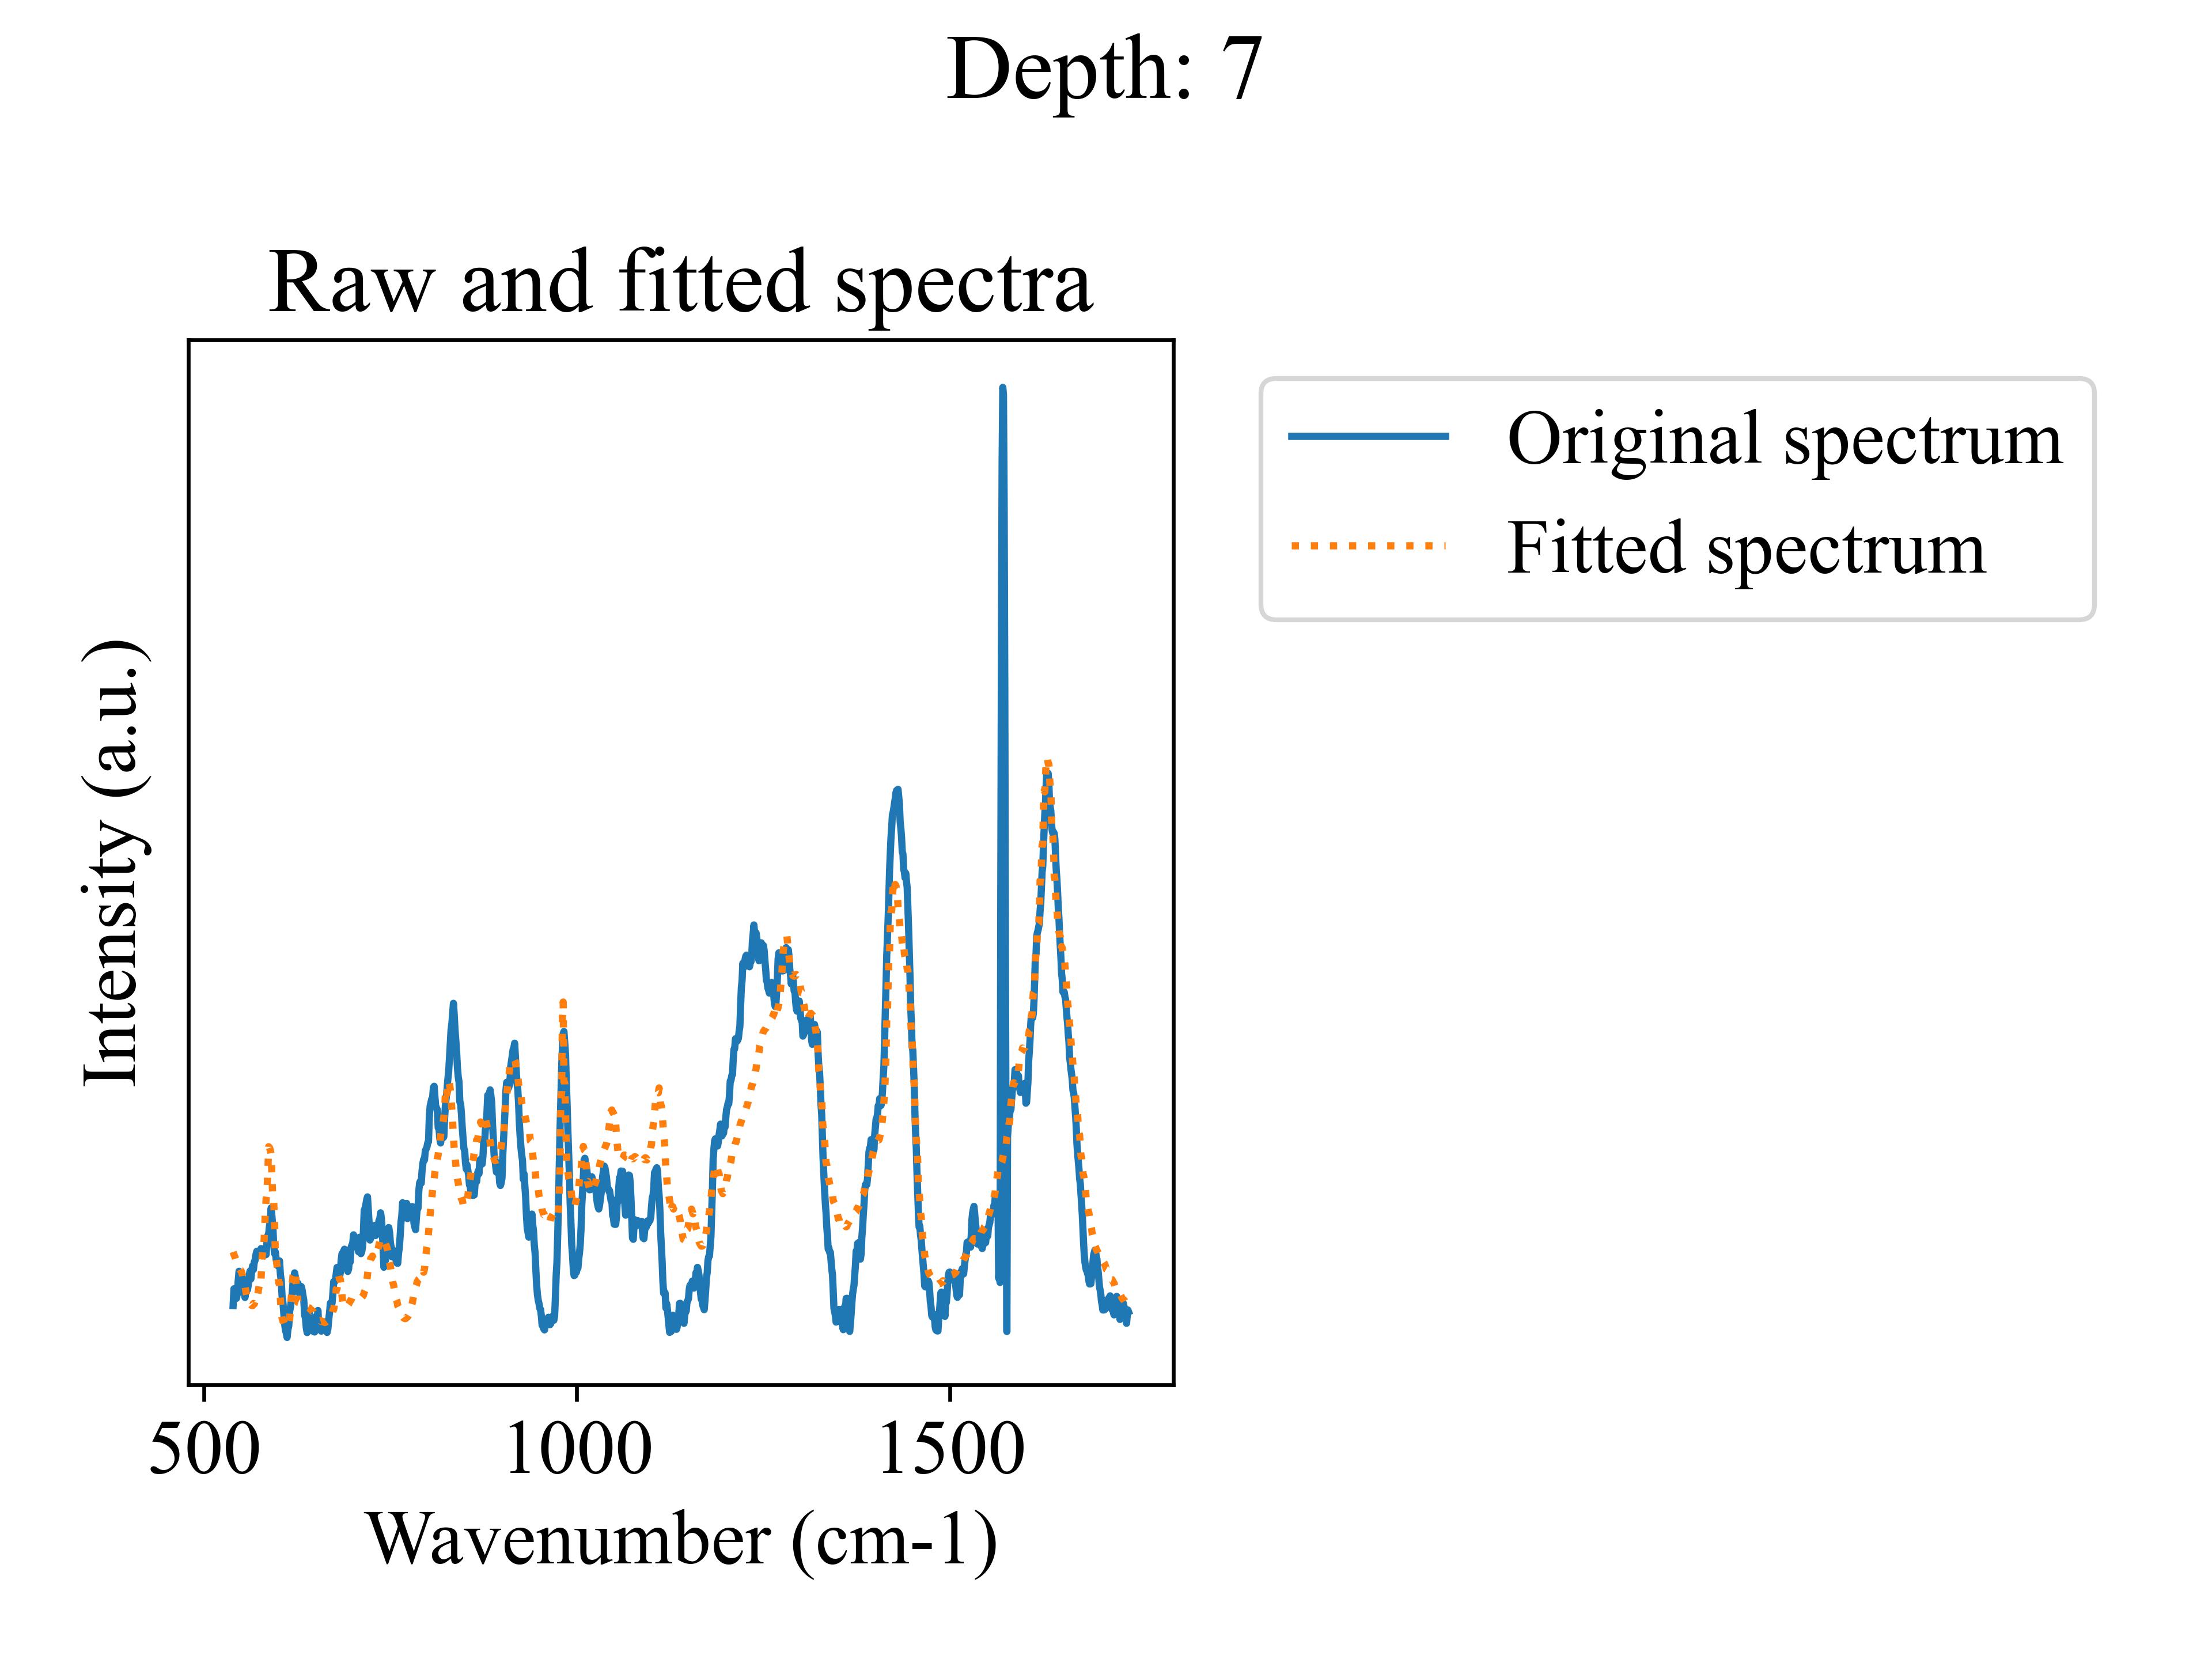 Depth: 7
Raw and fitted spectra
Original spectrum
Fitted spectrum
Intensity (a.u.)
500 1000 1500
Wavenumber (cm-1)